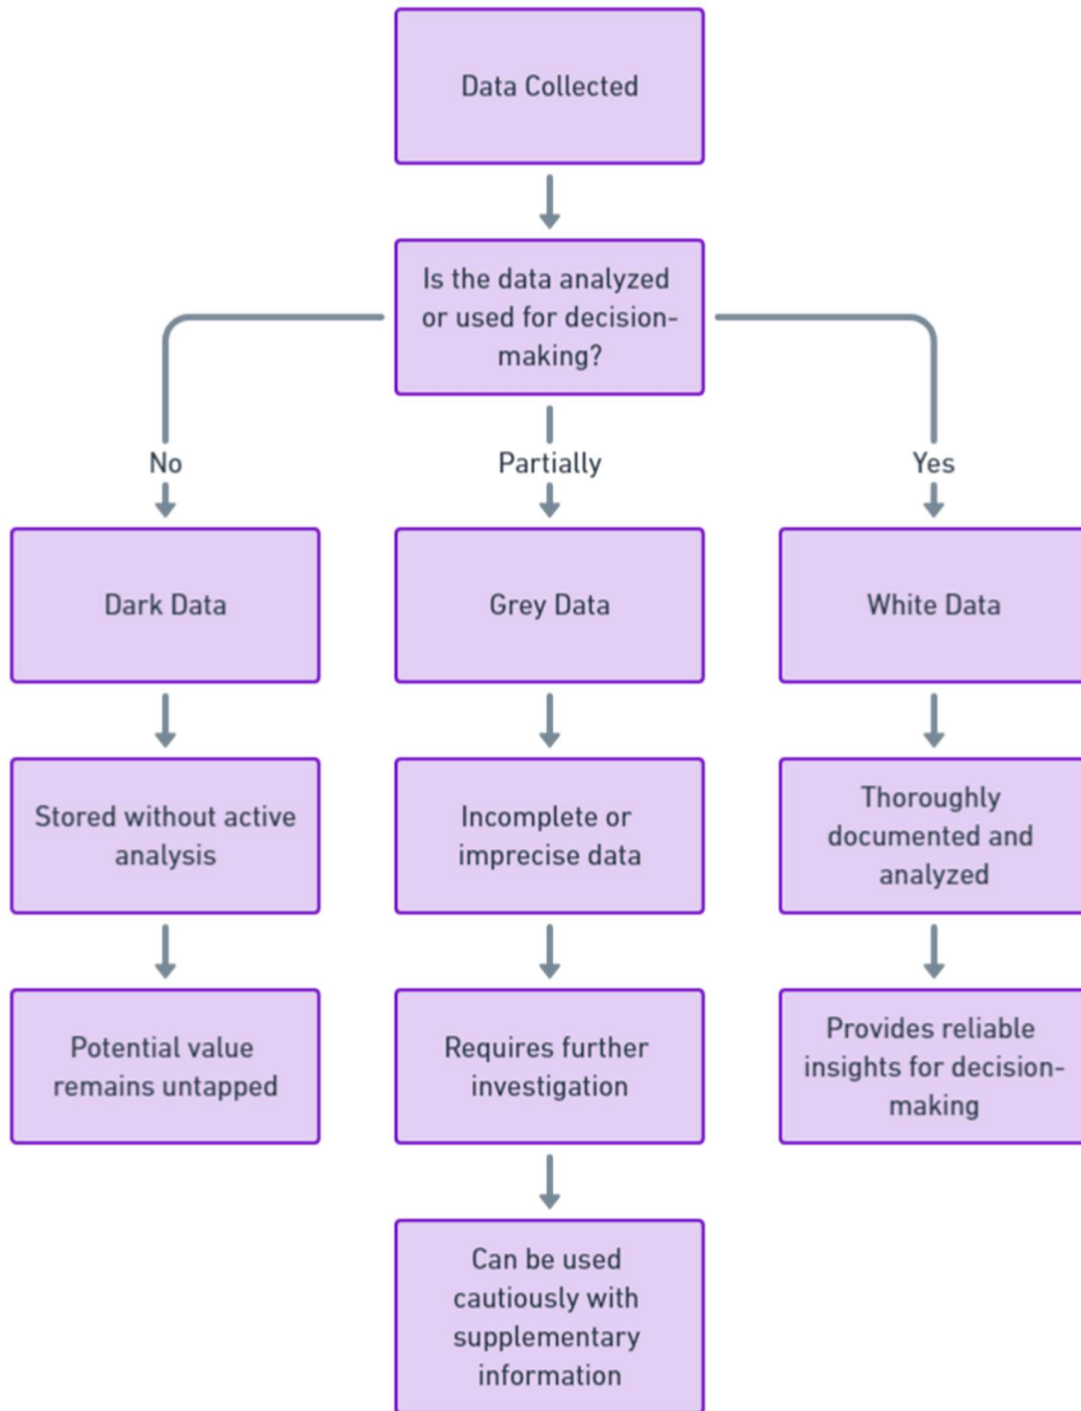 Data Collected
Is the data analyzed
or used for decision-
making?
No
Partially
Yes
Dark Data
Grey Data
White Data
Stored without active
analysis
Incomplete or
imprecise data
Thoroughly
documented and
analyzed
Potential value
remains untapped
Requires further
investigation
Provides reliable
insights for decision-
making
Can be used
cautiously with
supplementary
information